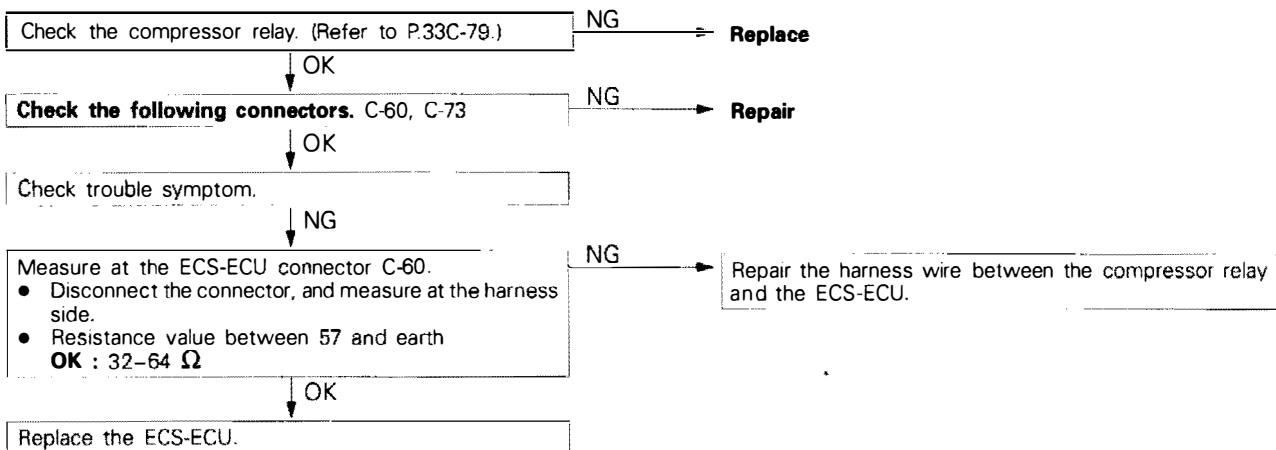 Check the compressor relay. (Refer to P.33C-79.)
NG
Replace
OK
Check the following connectors. C-60, C-73
NG
Repair
OK
Check trouble symptom.
NG
Measure at the ECS-ECU connector C-60.
● Disconnect the connector, and measure at the harness
side.
● Resistance value between 57 and earth
OK : 32–64 Ω
NG
Repair the harness wire between the compressor relay
and the ECS-ECU.
OK
Replace the ECS-ECU.